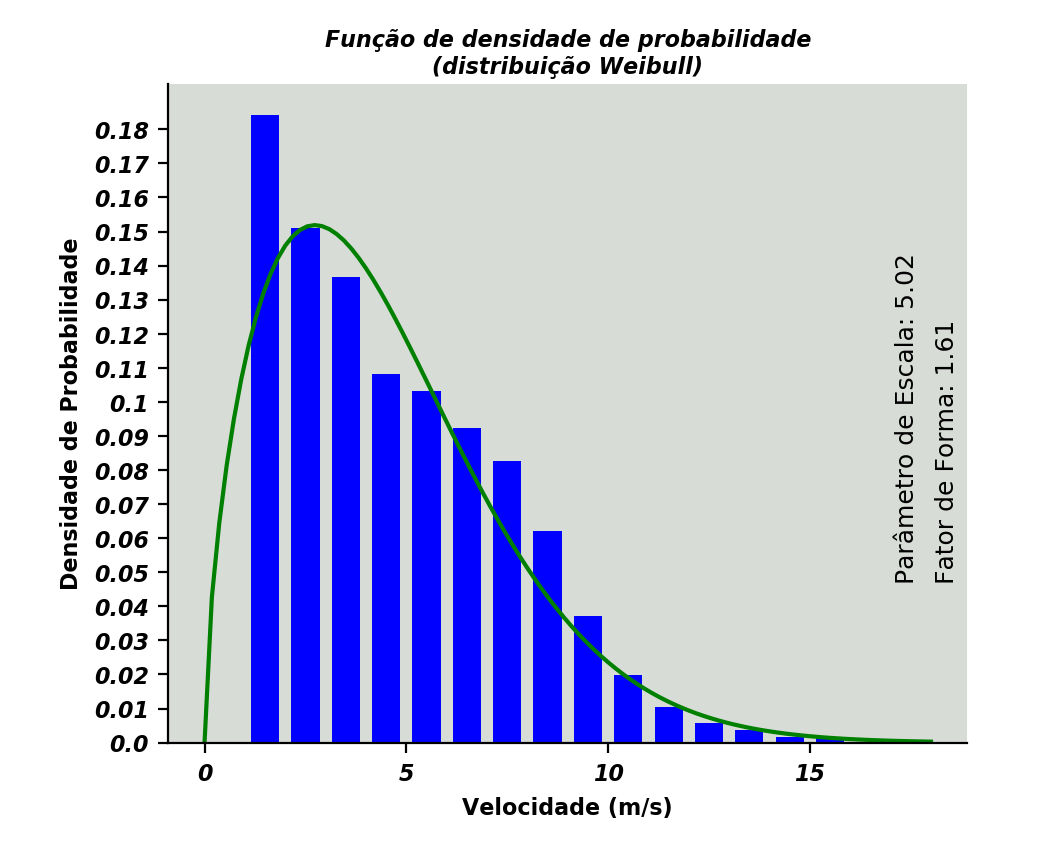 Função de densidade de probabilidade
(distribuição Weibull)
0.18
0.17
0.16
0.15
0.14
0.13
0.12
0.11
0.1
0.09
0.08
0.07
0.06
0.05
0.04
0.03
0.02
0.01
0.0
Densidade de Probabilidade
Parâmetro de Escala: 5.02
Fator de Forma: 1.61
0 5 10 15
Velocidade (m/s)